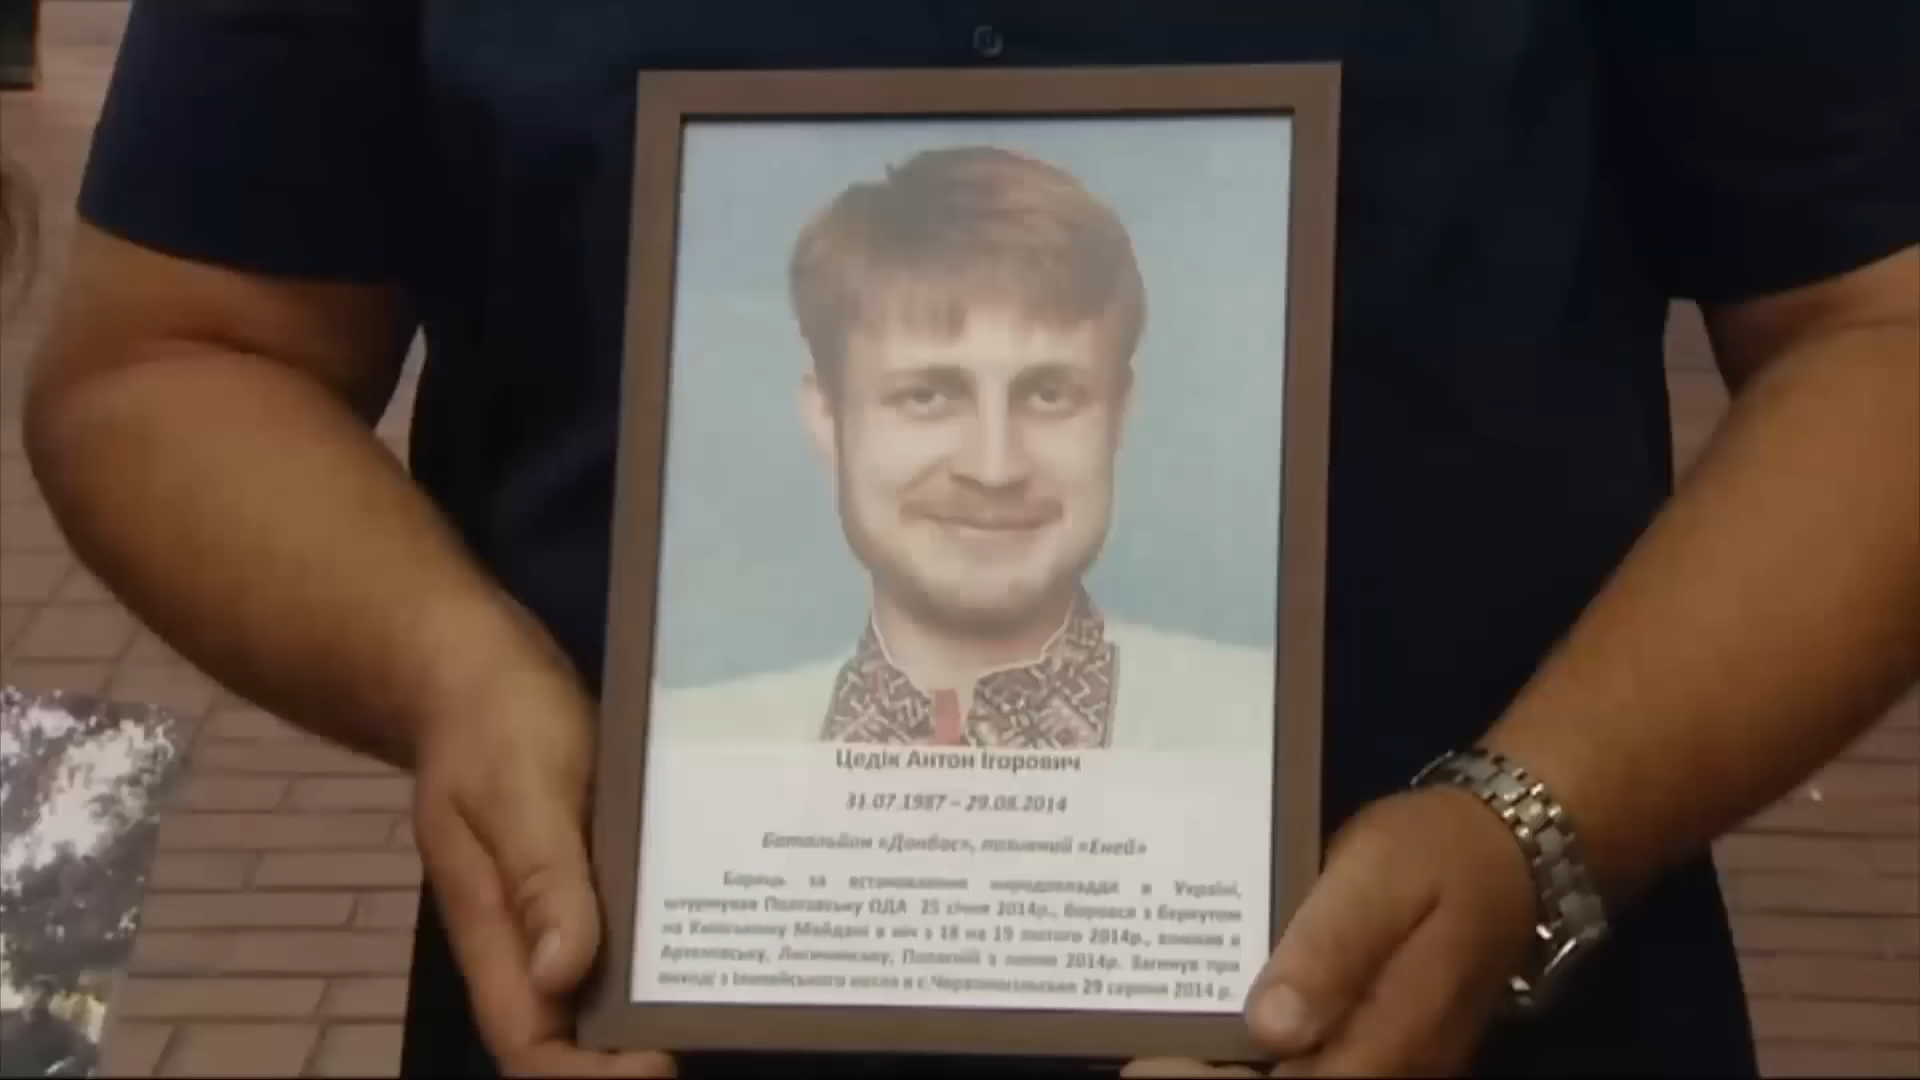 Цедік Антон Ігорович
31.07.1987 – 29.08.2014
Батальйон «Донбас», позивний «Еней»
Борець за встановлення народовладдя в Україні,
штурмував Полтавську ОДА 25 січня 2014р., боровся з Беркутом
на Київському Майдані в ніч з 18 на 19 лютого 2014р., воював в
Артемівську, Лисичанську, Попасній з липня 2014р. Загинув при
виході з Іловайського котла в с.Червоносільське 29 серпня 2014 р.